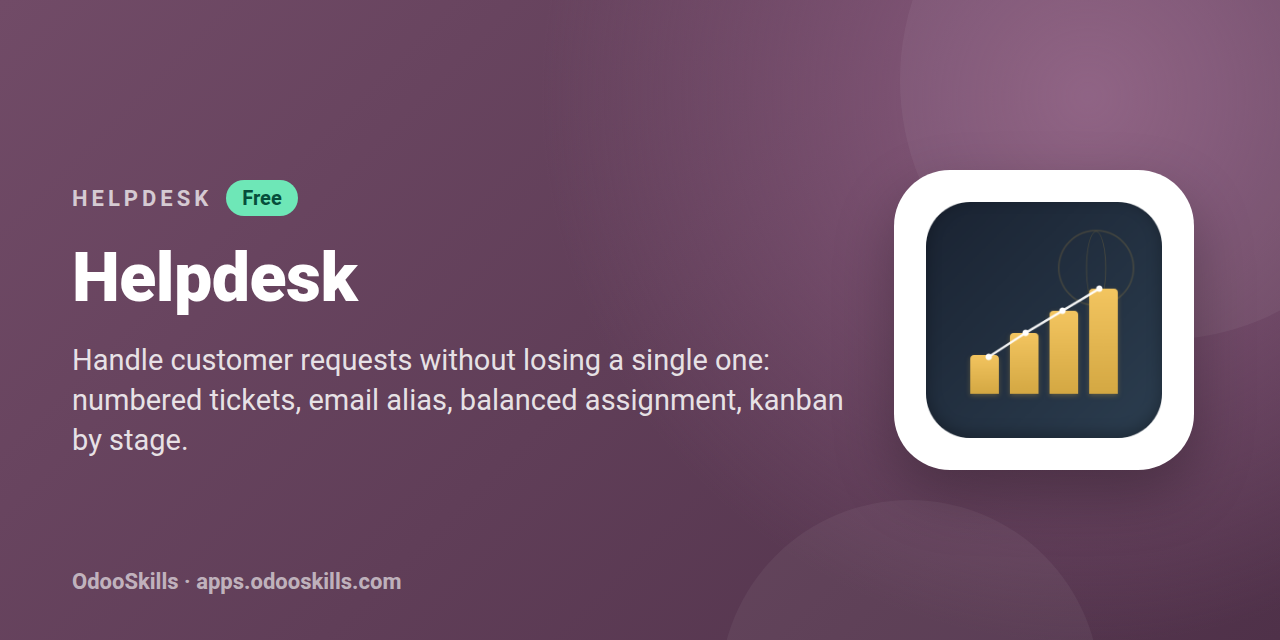 HELPDESK Free
Helpdesk
Handle customer requests without losing a single one:
numbered tickets, email alias, balanced assignment, kanban
by stage.
OdooSkills · apps.odooskills.com